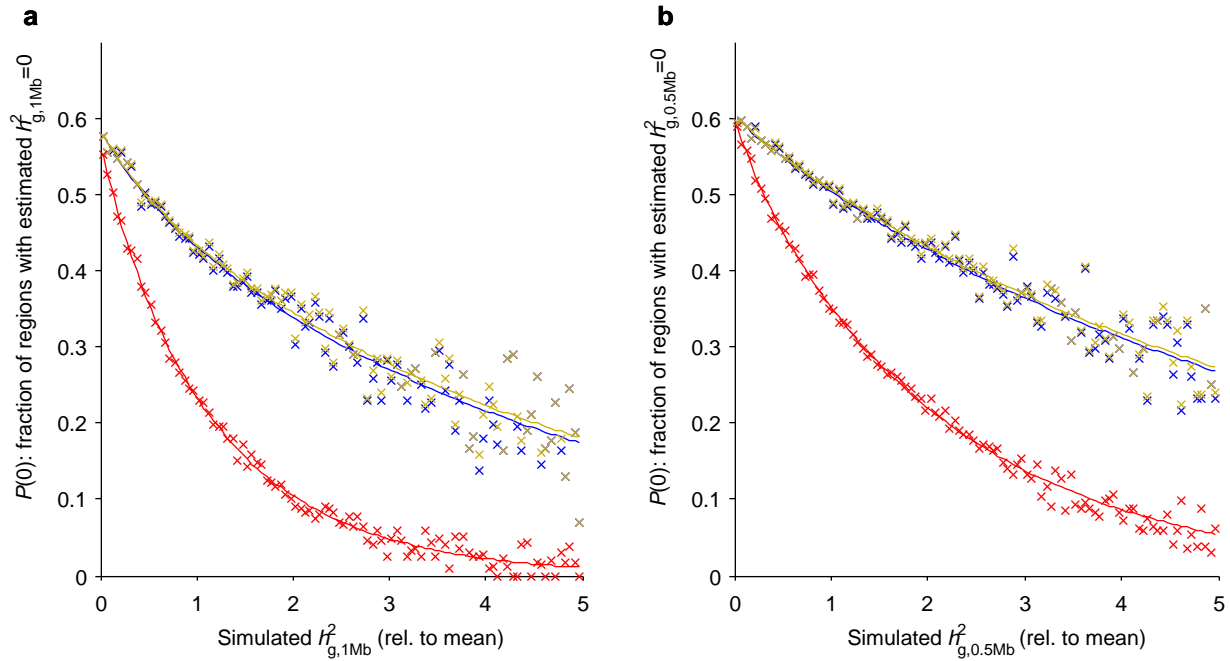 a
P(0): fraction of regions with estimated h²g,1Mb=0
0.6
0.5
0.4
0.3
0.2
0.1
0
0 1 2 3 4 5
Simulated h²g,1Mb (rel. to mean)
b
P(0): fraction of regions with estimated h²g,0.5Mb=0
0.6
0.5
0.4
0.3
0.2
0.1
0
0 1 2 3 4 5
Simulated h²g,0.5Mb (rel. to mean)